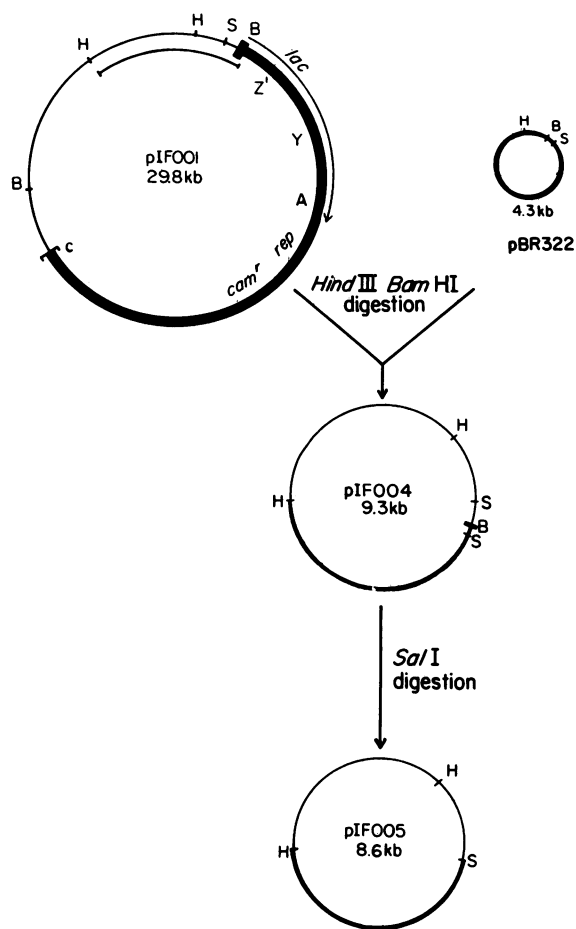 H
H
S
B
lac
Z'
Y
A
rep
cam^r
c
B
pIF001
29.8kb
H
B
S
4.3kb
pBR322
Hind III Bam HI
digestion
H
H
S
B
S
pIF004
9.3kb
Sal I
digestion
H
H
S
pIF005
8.6kb